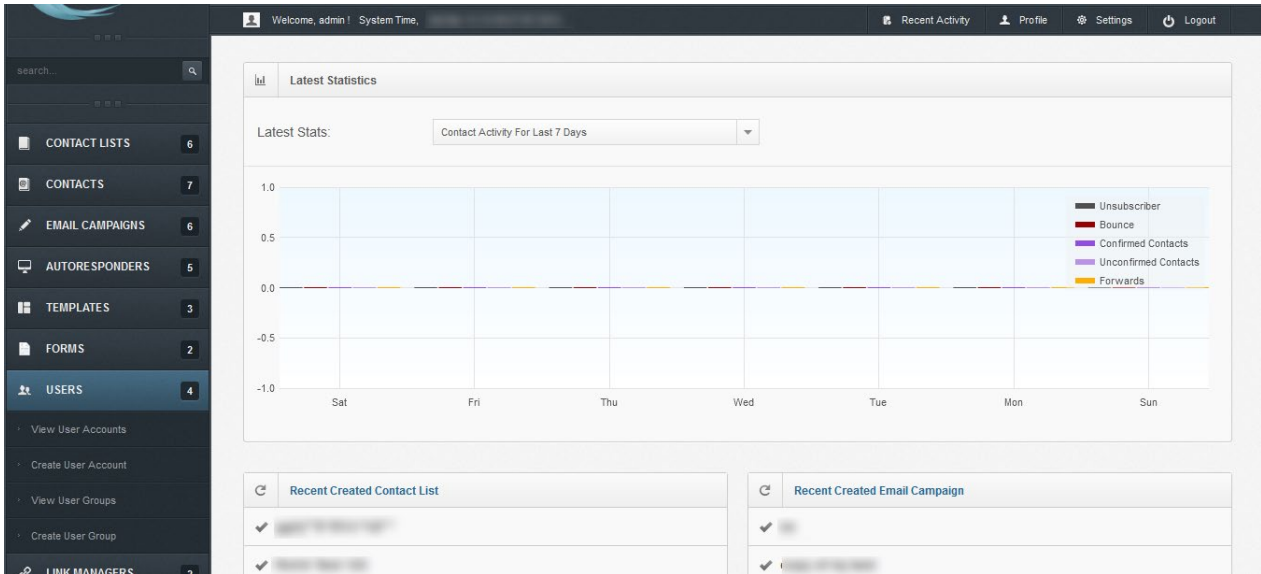 Welcome, admin ! System Time,
Recent Activity
Profile
Settings
Logout
search...
CONTACT LISTS 6
CONTACTS 7
EMAIL CAMPAIGNS 6
AUTORESPONDERS 5
TEMPLATES 3
FORMS 2
USERS 4
View User Accounts
Create User Account
View User Groups
Create User Group
LINK MANAGERS
Latest Statistics
Latest Stats:
Contact Activity For Last 7 Days
1.0
0.5
0.0
-0.5
-1.0
Sat Fri Thu Wed Tue Mon Sun
Unsubscriber
Bounce
Confirmed Contacts
Unconfirmed Contacts
Forwards
Recent Created Contact List
Recent Created Email Campaign